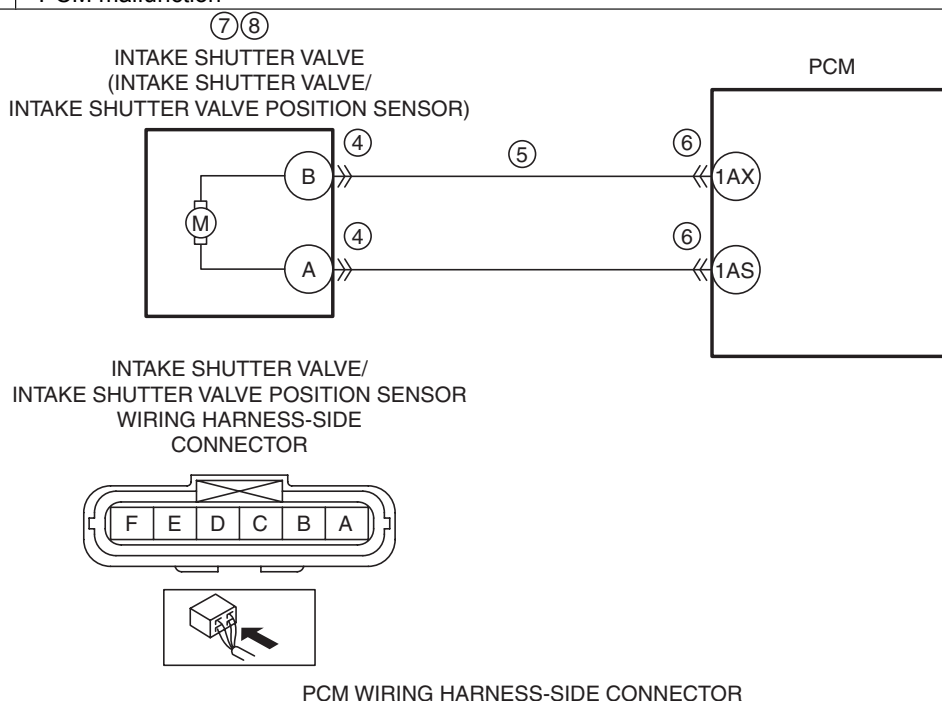 PCM malfunction
⑦⑧
INTAKE SHUTTER VALVE
(INTAKE SHUTTER VALVE/
INTAKE SHUTTER VALVE POSITION SENSOR)
PCM
④
⑤
⑥
B
1AX
M
④
⑥
A
1AS
INTAKE SHUTTER VALVE/
INTAKE SHUTTER VALVE POSITION SENSOR
WIRING HARNESS-SIDE
CONNECTOR
F E D C B A
PCM WIRING HARNESS-SIDE CONNECTOR